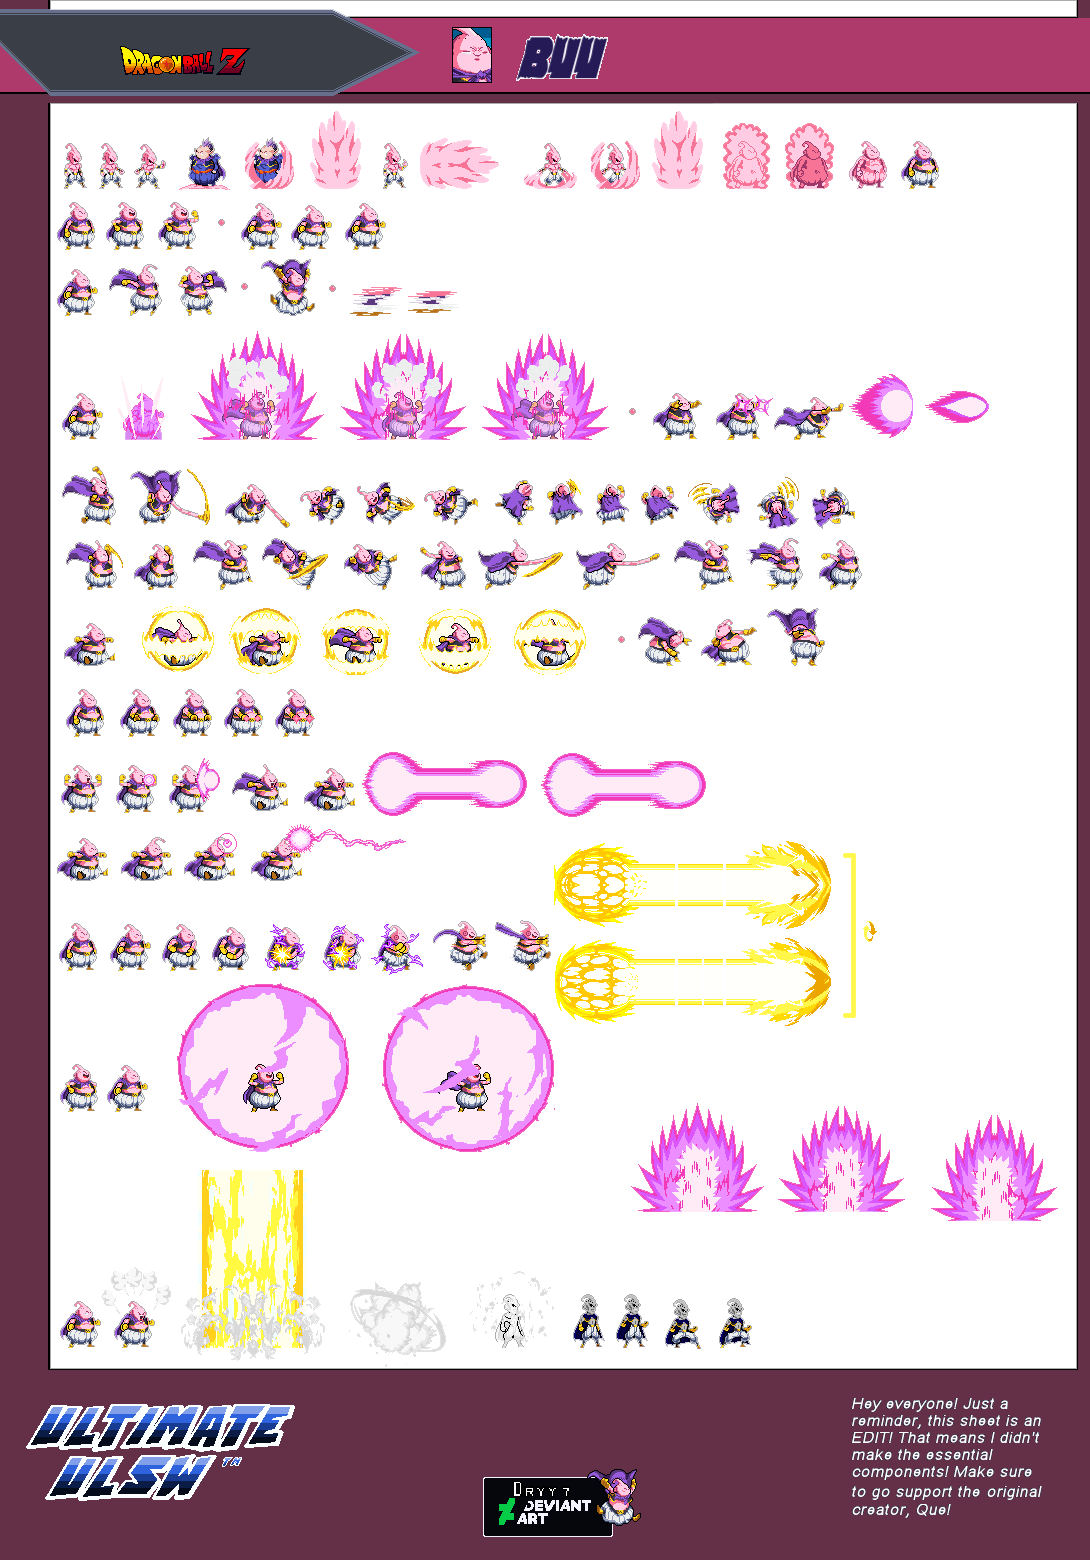 DRAGON BALL Z
BUU
ULTIMATE
ULSW
TM
Hey everyone! Just a
reminder, this sheet is an
EDIT! That means I didn't
make the essential
components! Make sure
to go support the original
creator, Que!
DRYY?
DEVIANT
ART